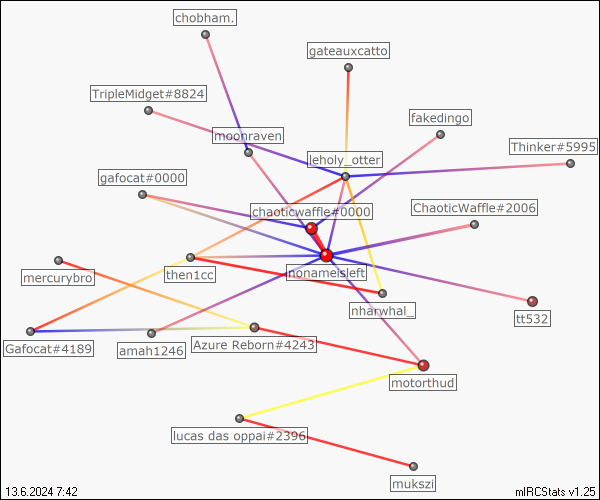 chobham.
gateauxcatto
TripleMidget#8824
fakedingo
moonraven
Thinker#5995
leholy_otter
gafocat#0000
chaoticwaffle#0000
ChaoticWaffle#2006
mercurybro
then1cc
nonameisleft
nharwhal_
tt532
Gafocat#4189
amah1246
Azure Reborn#4243
motorthud
lucas das oppai#2396
mukszi
13.6.2024 7:42
mIRCStats v1.25